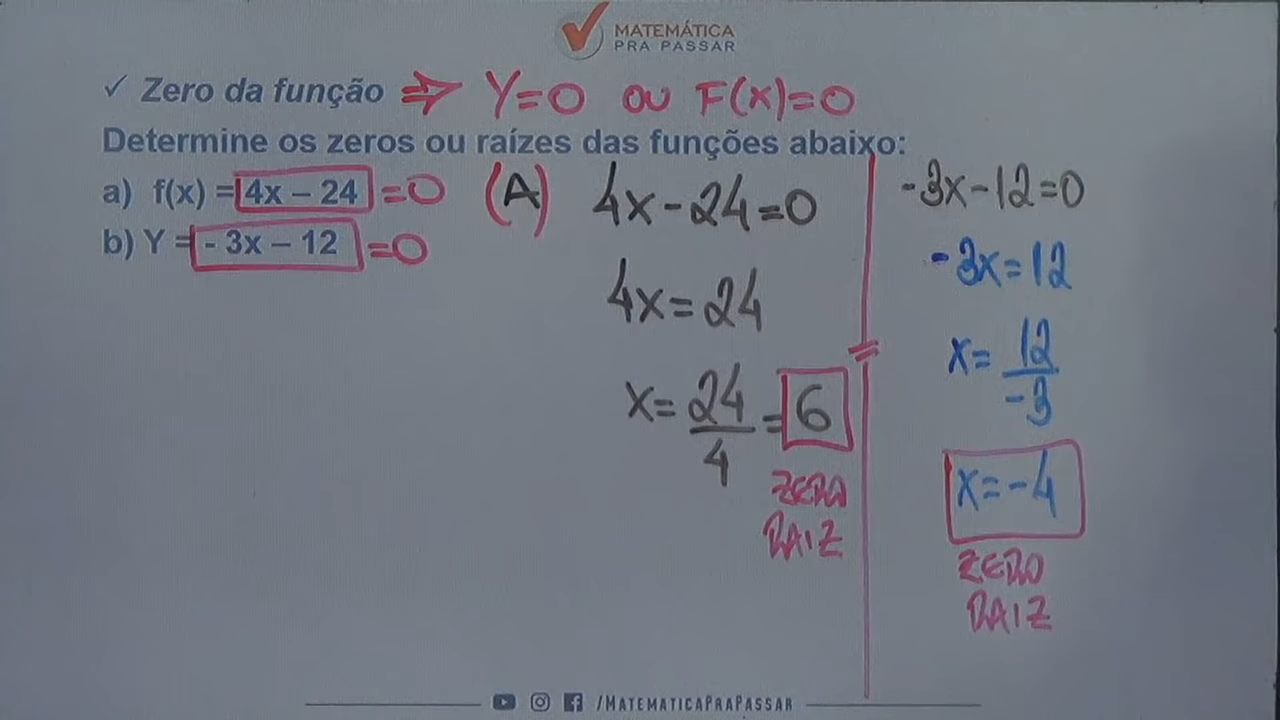 MATEMÁTICA
PRA PASSAR
✓ Zero da função ⇒ Y=0 ou F(x)=0
Determine os zeros ou raízes das funções abaixo:
a) f(x) = 4x – 24 =0
b) Y = - 3x – 12 =0
(A) 4x-24=0
4x=24
x=24/4=6
ZERO
RAIZ
-3x-12=0
-3x=12
x=12/-3
x=-4
ZERO
RAIZ
/MATEMATICAPRAPASSAR